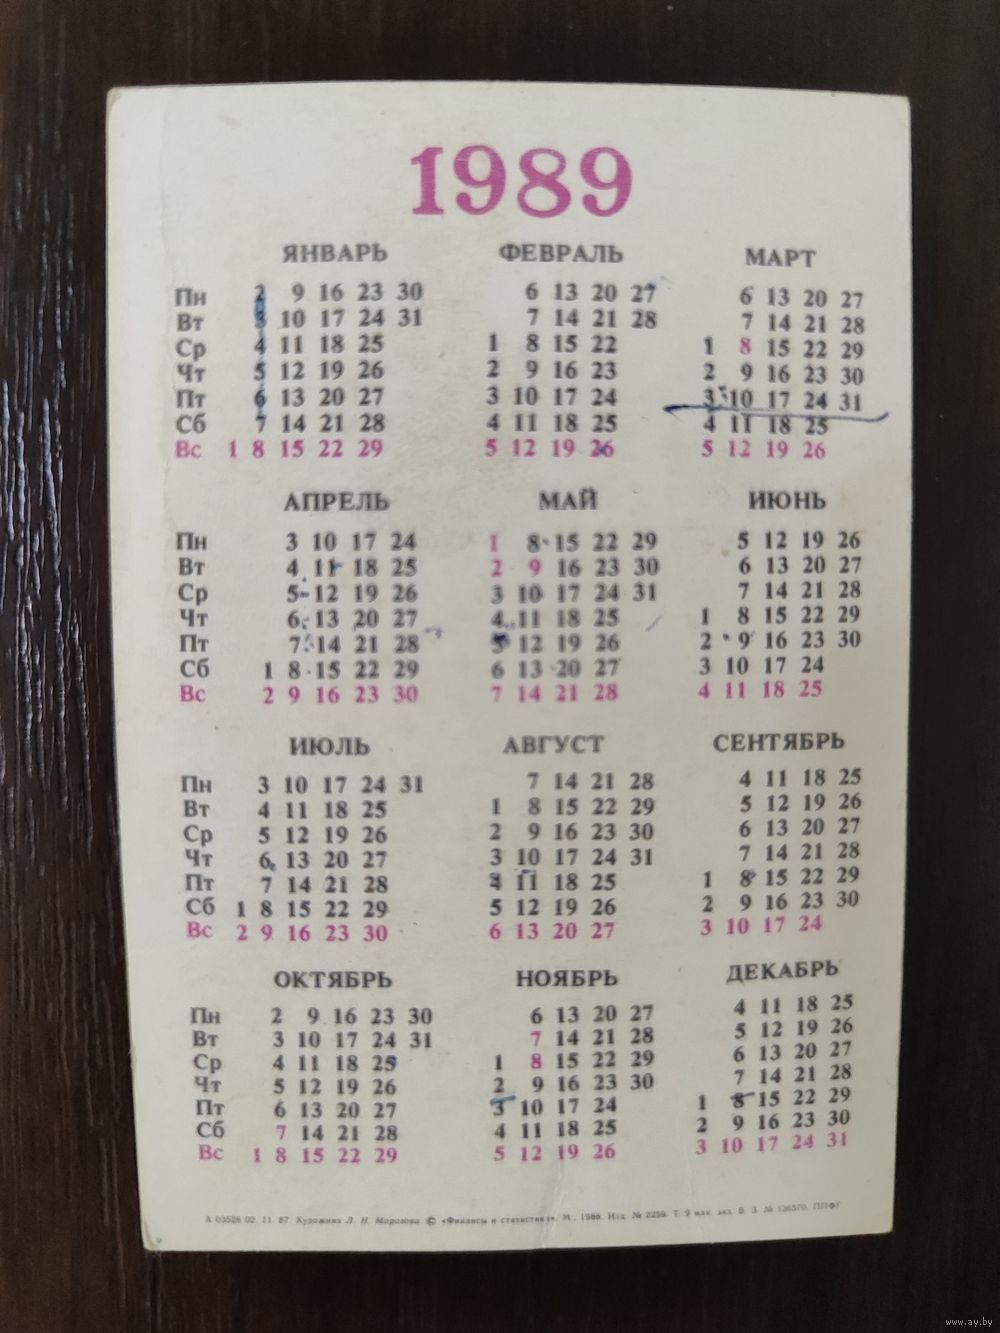 1989
ЯНВАРЬ ФЕВРАЛЬ МАРТ
Пн 2 9 16 23 30 6 13 20 27 6 13 20 27
Вт 3 10 17 24 31 7 14 21 28 7 14 21 28
Ср 4 11 18 25 1 8 15 22 1 8 15 22 29
Чт 5 12 19 26 2 9 16 23 2 9 16 23 30
Пт 6 13 20 27 3 10 17 24 3 10 17 24 31
Сб 7 14 21 28 4 11 18 25 4 11 18 25
Вс 1 8 15 22 29 5 12 19 26 5 12 19 26
АПРЕЛЬ МАЙ ИЮНЬ
Пн 3 10 17 24 1 8 15 22 29 5 12 19 26
Вт 4 11 18 25 2 9 16 23 30 6 13 20 27
Ср 5 12 19 26 3 10 17 24 31 7 14 21 28
Чт 6 13 20 27 4 11 18 25 1 8 15 22 29
Пт 7 14 21 28 5 12 19 26 2 9 16 23 30
Сб 1 8 15 22 29 6 13 20 27 3 10 17 24
Вс 2 9 16 23 30 7 14 21 28 4 11 18 25
ИЮЛЬ АВГУСТ СЕНТЯБРЬ
Пн 3 10 17 24 31 7 14 21 28 4 11 18 25
Вт 4 11 18 25 1 8 15 22 29 5 12 19 26
Ср 5 12 19 26 2 9 16 23 30 6 13 20 27
Чт 6 13 20 27 3 10 17 24 31 7 14 21 28
Пт 7 14 21 28 4 11 18 25 1 8 15 22 29
Сб 1 8 15 22 29 5 12 19 26 2 9 16 23 30
Вс 2 9 16 23 30 6 13 20 27 3 10 17 24
ОКТЯБРЬ НОЯБРЬ ДЕКАБРЬ
Пн 2 9 16 23 30 6 13 20 27 4 11 18 25
Вт 3 10 17 24 31 7 14 21 28 5 12 19 26
Ср 4 11 18 25 1 8 15 22 29 6 13 20 27
Чт 5 12 19 26 2 9 16 23 30 7 14 21 28
Пт 6 13 20 27 3 10 17 24 1 8 15 22 29
Сб 7 14 21 28 4 11 18 25 2 9 16 23 30
Вс 1 8 15 22 29 5 12 19 26 3 10 17 24 31
А 03528 02. 11. 87. Художник Л. Н. Морозова. © «Финансы и статистика», М., 1988. Изд. № 2259. Т. 9 млн. экз. Б. З. № 136570. ППФГ
www.ay.by